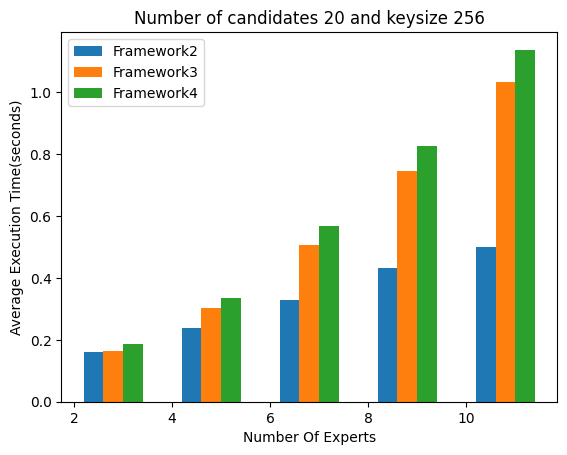 Number of candidates 20 and keysize 256
Framework2
Framework3
Framework4
Average Execution Time(seconds)
1.0
0.8
0.6
0.4
0.2
0.0
2 4 6 8 10
Number Of Experts